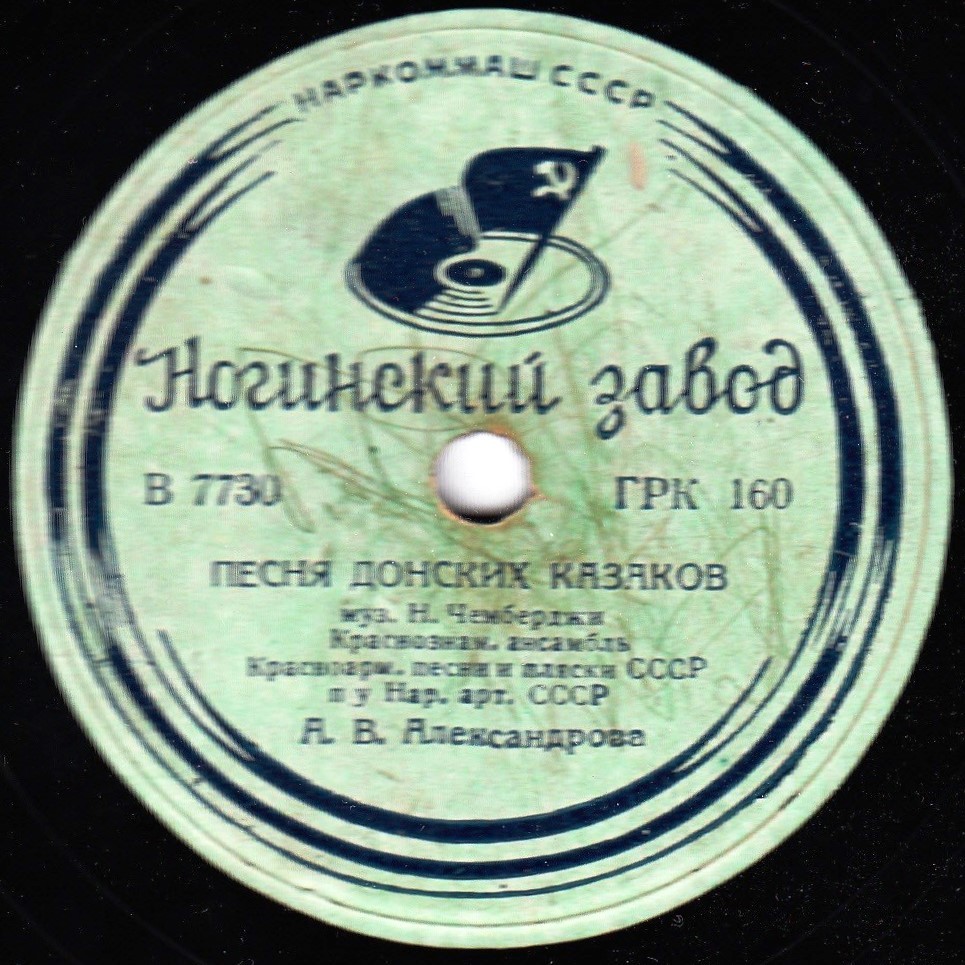 НАРКОММАШ СССР
Ногинский завод
В 7730 ГРК 160
ПЕСНЯ ДОНСКИХ КАЗАКОВ
муз. Н. Чемберджи
Краснознам. ансамбль
Красноарм. песни и пляски СССР
п у Нар. арт. СССР
А. В. Александрова